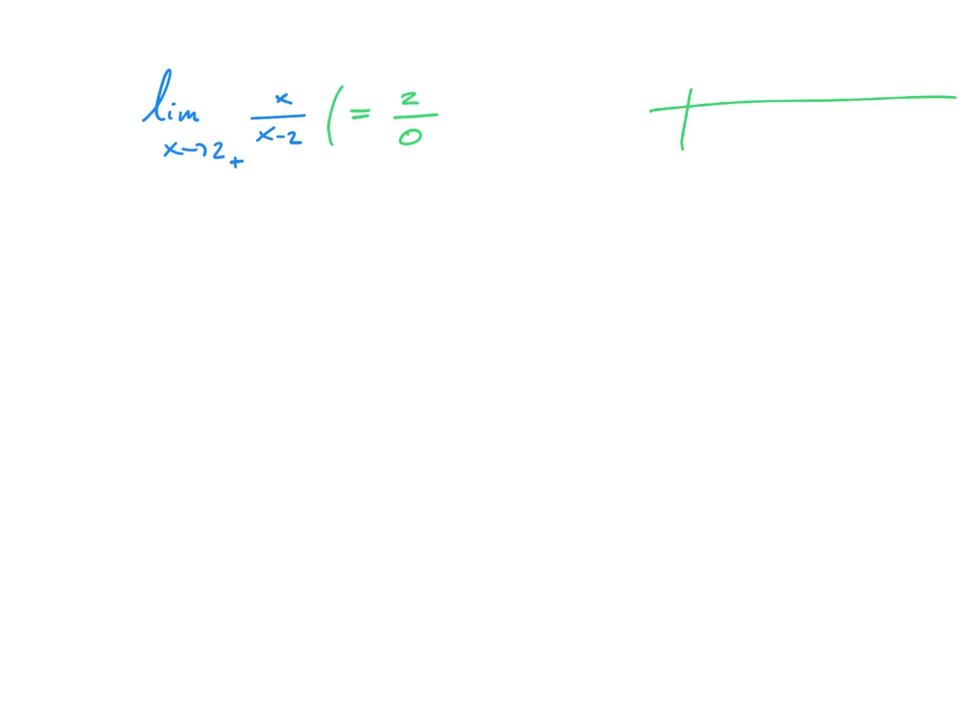 lim x→2+ x/(x-2) (= 2/0